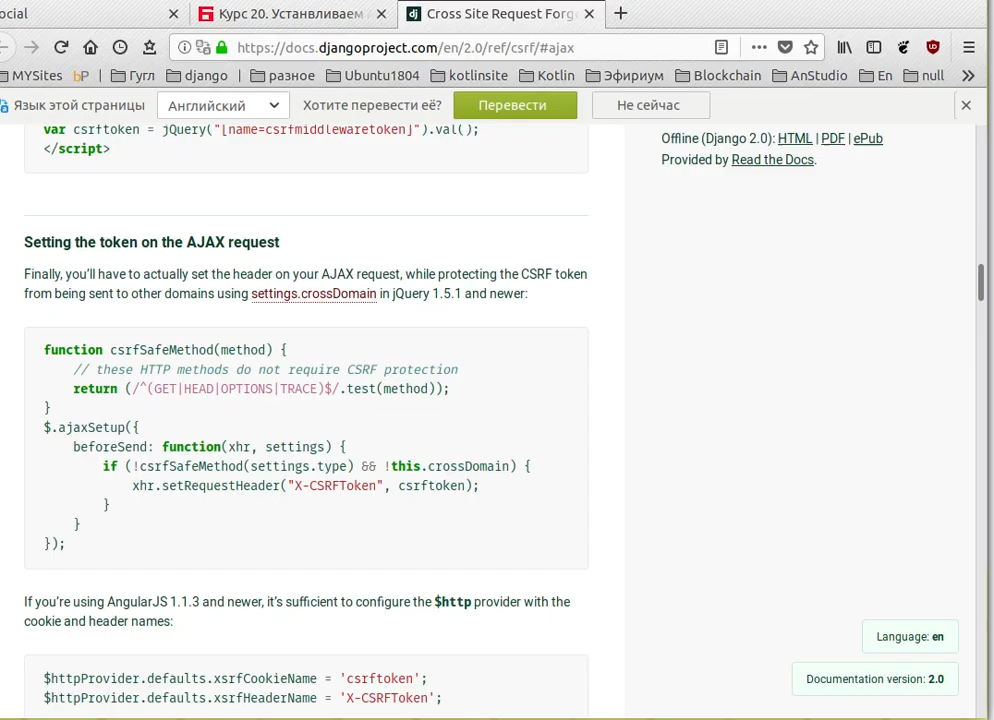 ocial
Курс 20. Устанвливаем
Cross Site Request Forge
https://docs.djangoproject.com/en/2.0/ref/csrf/#ajax
MYSites
bP
Гугл
django
разное
Ubuntu1804
kotlinsite
Kotlin
Эфириум
Blockchain
AnStudio
En
null
Язык этой страницы
Английский
Хотите перевести её?
Перевести
Не сейчас
var csrftoken = jQuery("[name=csrfmiddlewaretoken]").val();
</script>
Offline (Django 2.0): HTML | PDF | ePub
Provided by Read the Docs.
Setting the token on the AJAX request
Finally, you'll have to actually set the header on your AJAX request, while protecting the CSRF token
from being sent to other domains using settings.crossDomain in jQuery 1.5.1 and newer:
function csrfSafeMethod(method) {
// these HTTP methods do not require CSRF protection
return (/^(GET|HEAD|OPTIONS|TRACE)$/.test(method));
}
$.ajaxSetup({
beforeSend: function(xhr, settings) {
if (!csrfSafeMethod(settings.type) && !this.crossDomain) {
xhr.setRequestHeader("X-CSRFToken", csrftoken);
}
}
});
If you're using AngularJS 1.1.3 and newer, it's sufficient to configure the $http provider with the
cookie and header names:
$httpProvider.defaults.xsrfCookieName = 'csrftoken';
$httpProvider.defaults.xsrfHeaderName = 'X-CSRFToken';
Language: en
Documentation version: 2.0